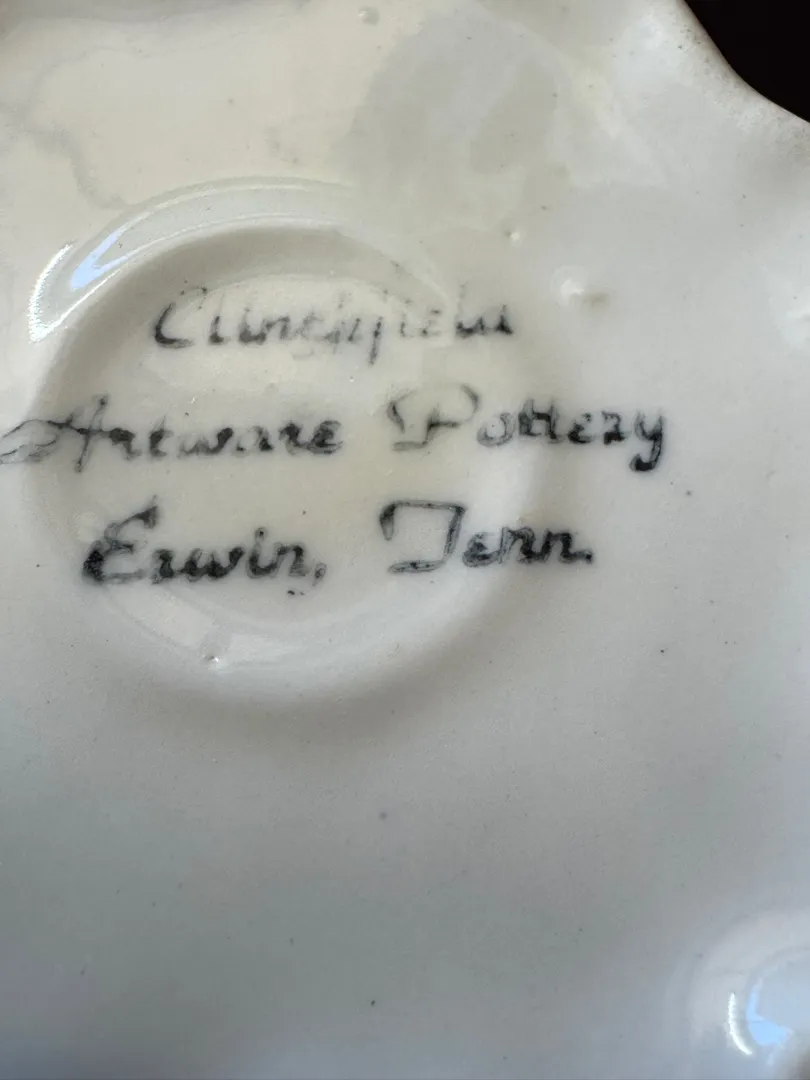 Clinchfield
Artware Pottery
Erwin, Tenn.